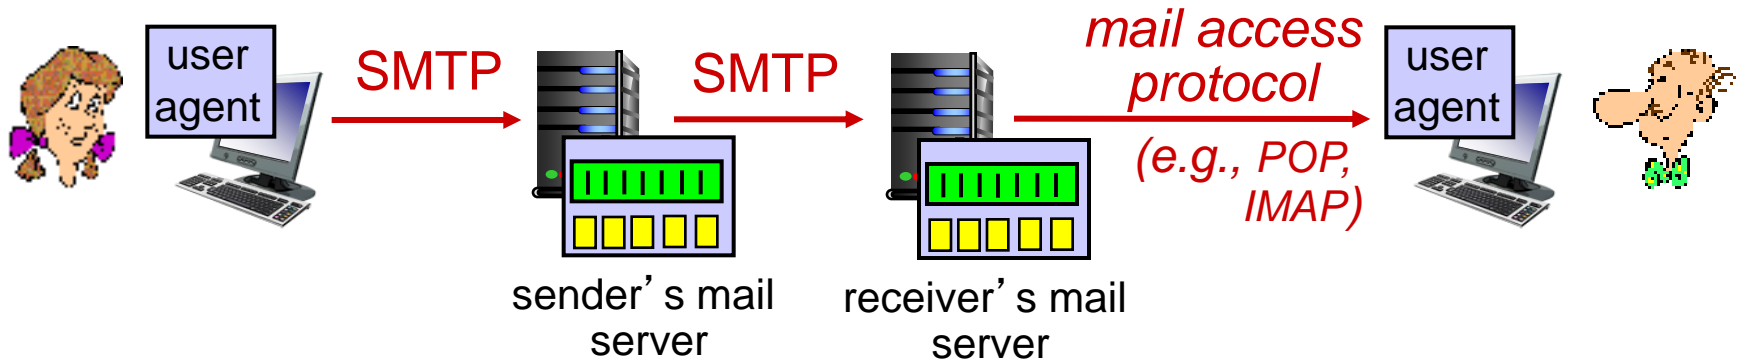 user
agent
SMTP
SMTP
mail access
protocol
(e.g., POP,
IMAP)
user
agent
sender’s mail
server
receiver’s mail
server